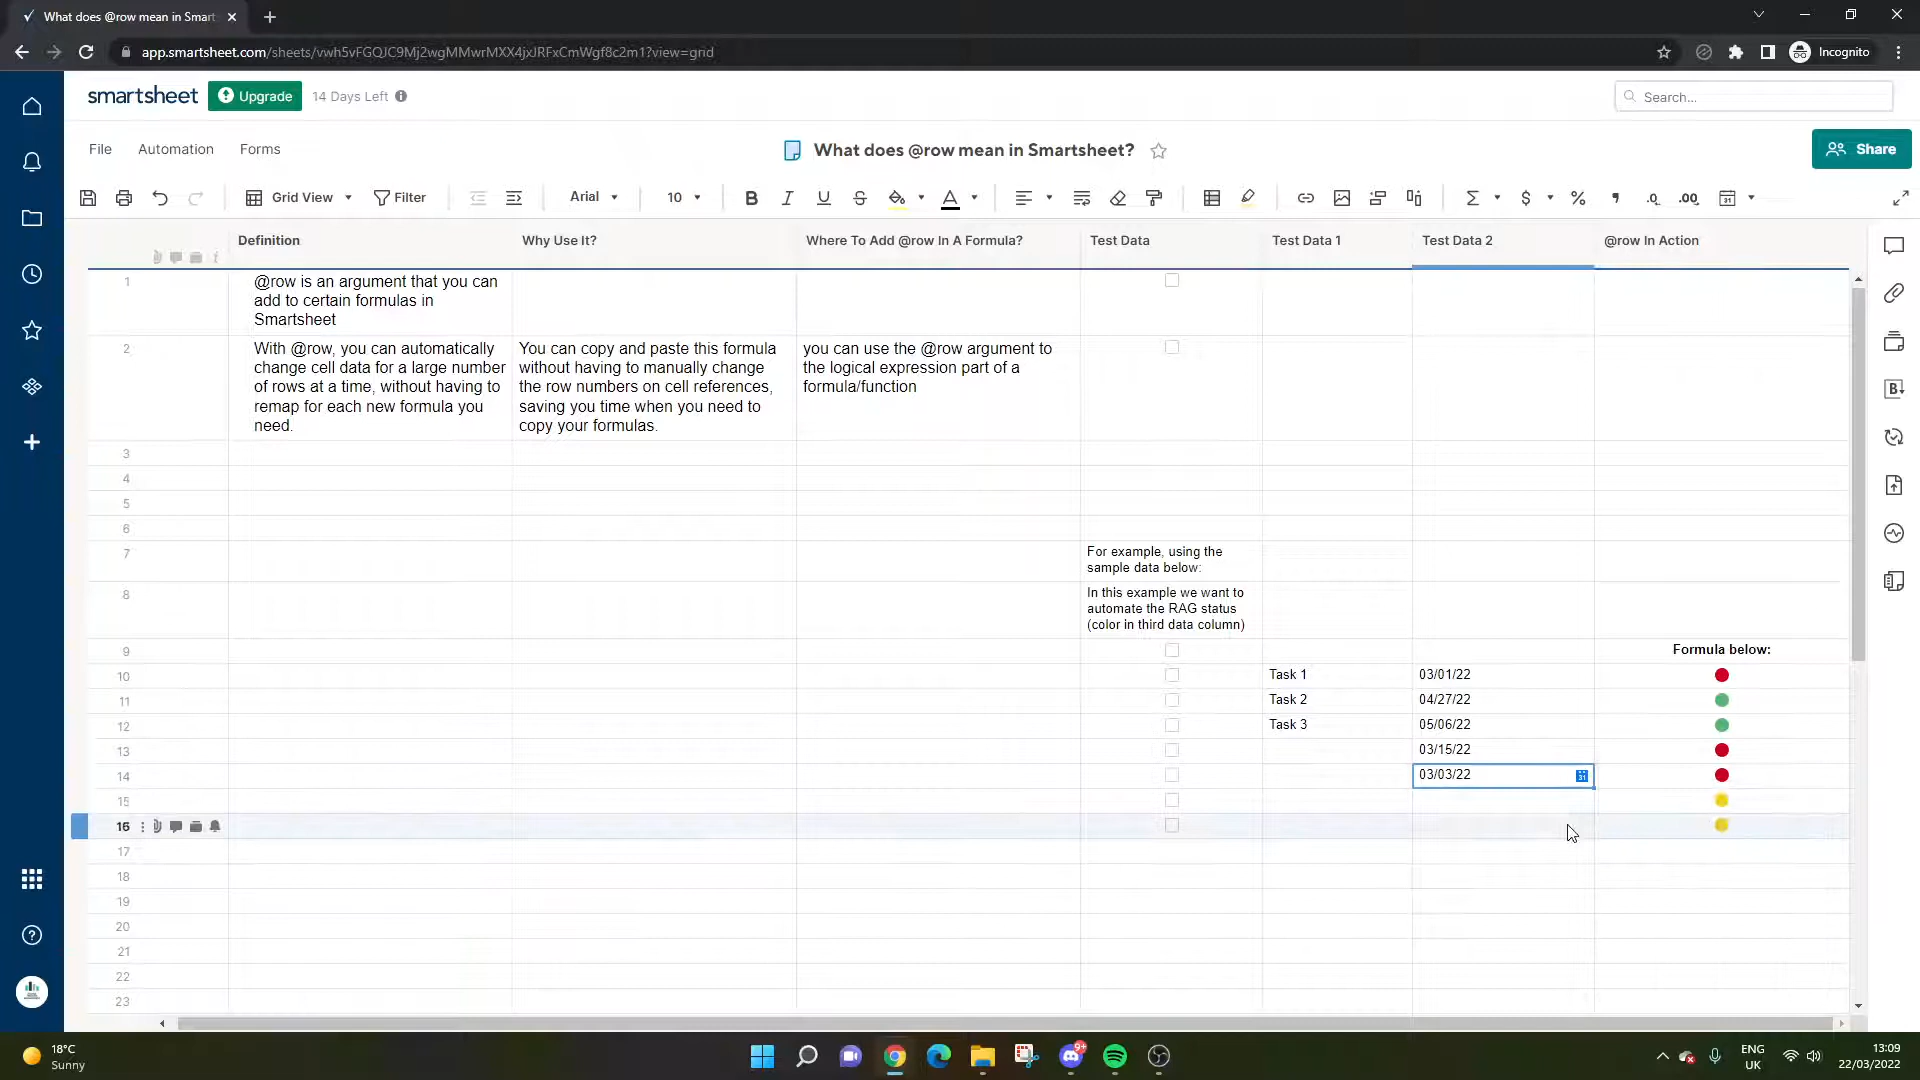 What does @row mean in Smart
app.smartsheet.com/sheets/vwh5vFGQJC9Mj2wgMMwrMXX4jxJRFxCmWgf8c2m1?view=grid
Incognito
smartsheet
Upgrade
14 Days Left
Search...
File
Automation
Forms
What does @row mean in Smartsheet?
Share
Grid View
Filter
Arial
10
Definition
Why Use It?
Where To Add @row In A Formula?
Test Data
Test Data 1
Test Data 2
@row In Action
1
@row is an argument that you can
add to certain formulas in
Smartsheet
2
With @row, you can automatically
change cell data for a large number
of rows at a time, without having to
remap for each new formula you
need.
You can copy and paste this formula
without having to manually change
the row numbers on cell references,
saving you time when you need to
copy your formulas.
you can use the @row argument to
the logical expression part of a
formula/function
3
4
5
6
7
For example, using the
sample data below:
8
In this example we want to
automate the RAG status
(color in third data column)
9
Formula below:
10 Task 1 03/01/22
11 Task 2 04/27/22
12 Task 3 05/06/22
13 03/15/22
14 03/03/22
15
16
17
18
19
20
21
22
23
18°C
Sunny
9+
ENG
UK
13:09
22/03/2022